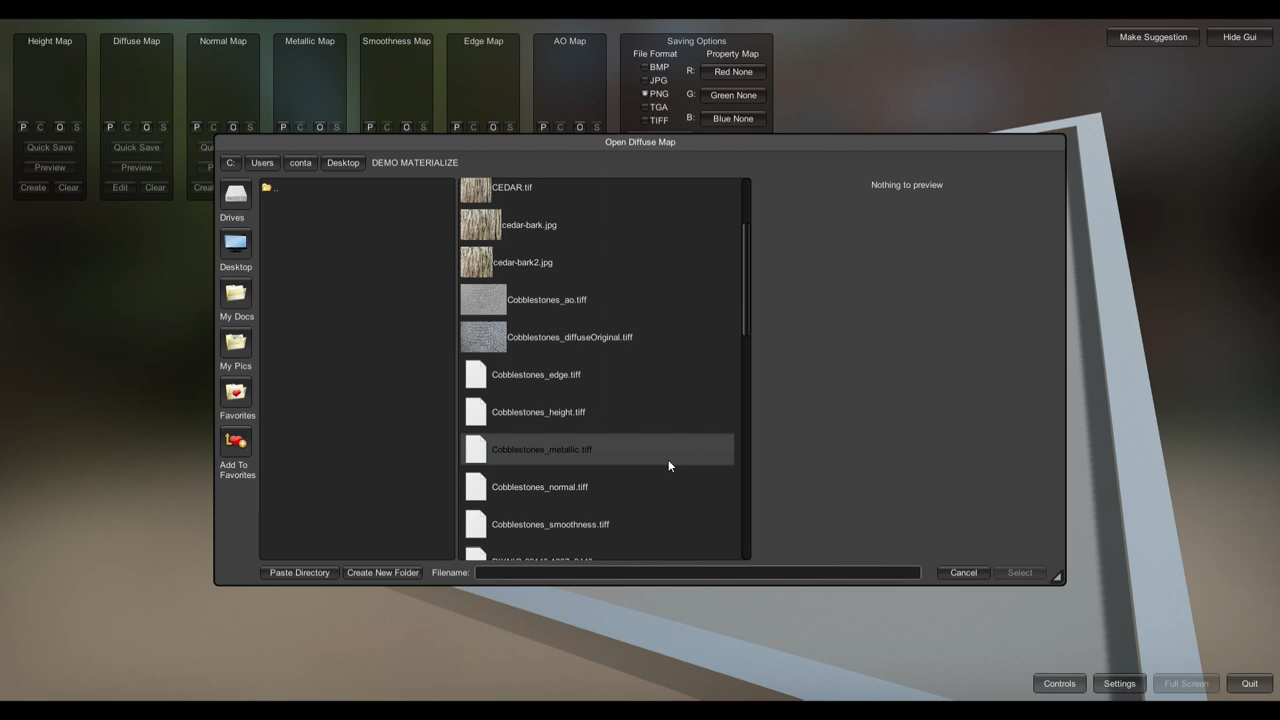 Height Map
Diffuse Map
Normal Map
Metallic Map
Smoothness Map
Edge Map
AO Map
Saving Options
Make Suggestion
Hide Gui
File Format
Property Map
BMP
JPG
PNG
TGA
TIFF
R: Red None
G: Green None
B: Blue None
P C O S
P C O S
P C O S
P C O S
P C O S
P C O S
P C O S
Quick Save
Quick Save
Preview
Preview
Create Clear
Edit Clear
Open Diffuse Map
C: Users conta Desktop DEMO MATERIALIZE
Drives
Desktop
My Docs
My Pics
Favorites
Add To
Favorites
..
CEDAR.tif
cedar-bark.jpg
cedar-bark2.jpg
Cobblestones_ao.tiff
Cobblestones_diffuseOriginal.tiff
Cobblestones_edge.tiff
Cobblestones_height.tiff
Cobblestones_metallic.tiff
Cobblestones_normal.tiff
Cobblestones_smoothness.tiff
Nothing to preview
Paste Directory
Create New Folder
Filename:
Cancel
Select
Controls
Settings
Full Screen
Quit